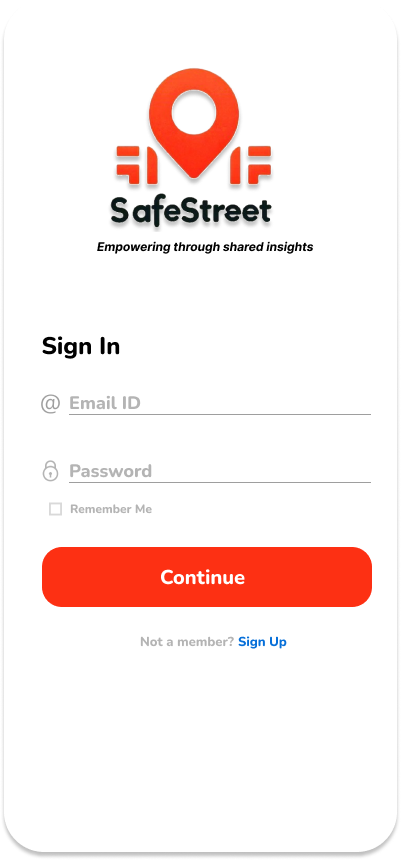 SafeStreet
Empowering through shared insights
Sign In
@ Email ID
Password
Remember Me
Continue
Not a member? Sign Up